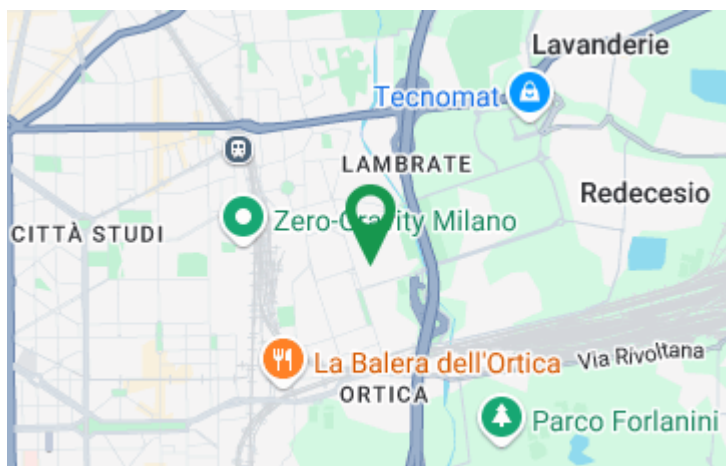 Lavanderie
Tecnomat
LAMBRATE
Redecesio
Zero-Gravity Milano
CITTÀ STUDI
Via Rivoltana
La Balera dell'Ortica
ORTICA
Parco Forlanini